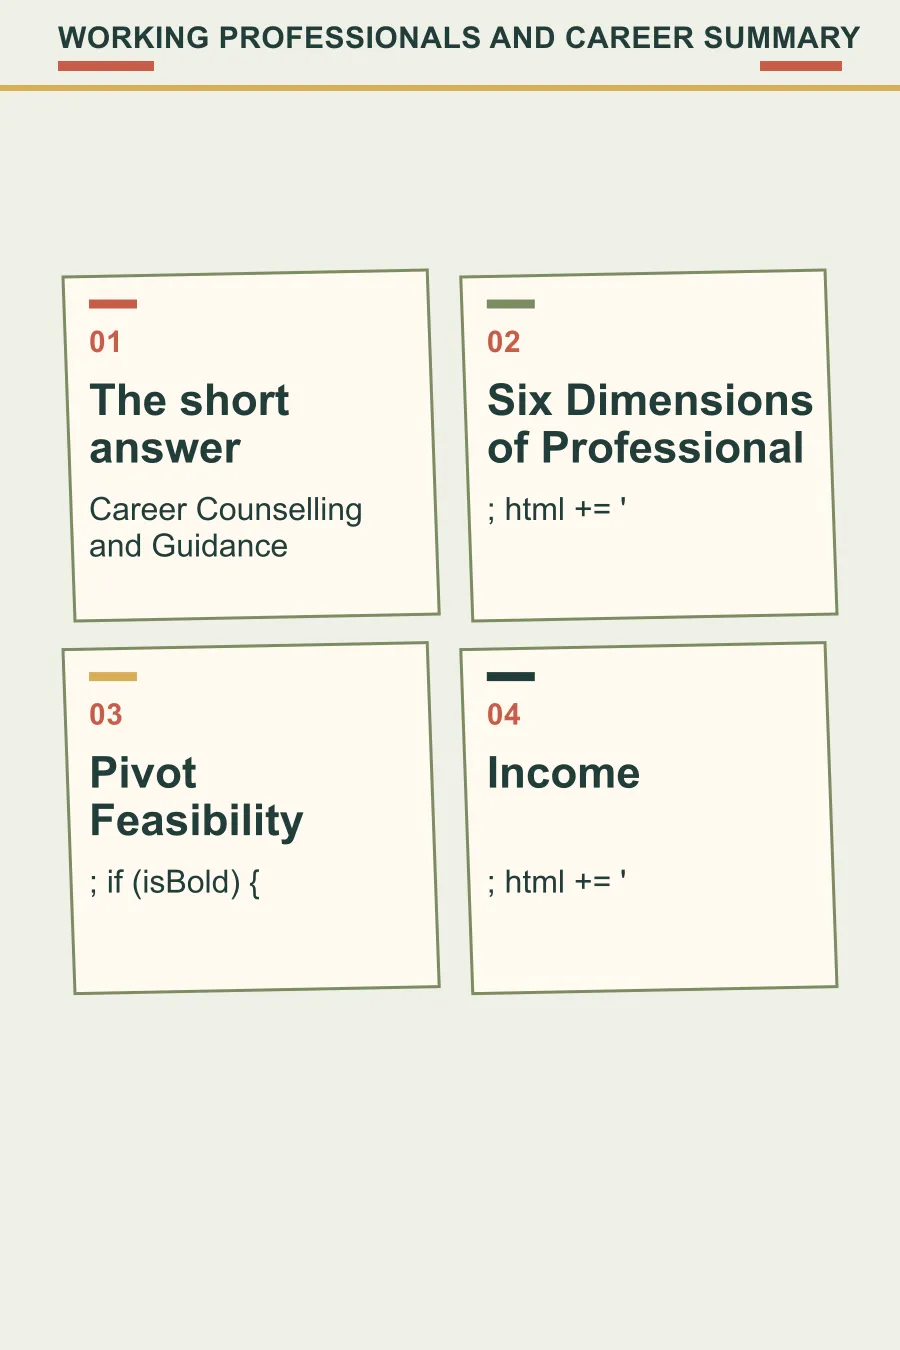 WORKING PROFESSIONALS AND CAREER SUMMARY
01
The short
answer
Career Counselling
and Guidance
02
Six Dimensions
of Professional
; html += '
03
Pivot
Feasibility
; if (isBold) {
04
Income
; html += '